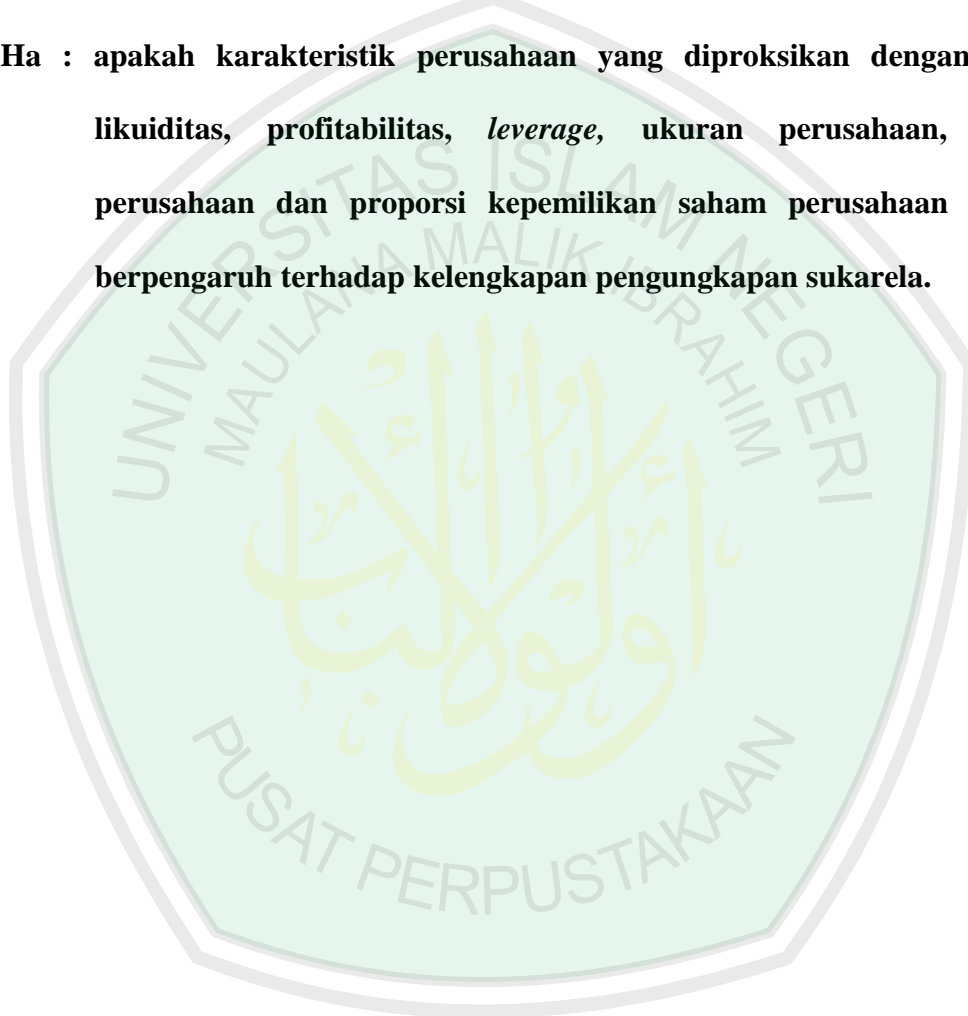 Ha : apakah karakteristik perusahaan yang diproksikan dengan
likuiditas, profitabilitas, leverage, ukuran perusahaan,
perusahaan dan proporsi kepemilikan saham perusahaan
berpengaruh terhadap kelengkapan pengungkapan sukarela.
UNIVERSITAS ISLAM NEGERI
MAULANA MALIK IBRAHIM
PUSAT PERPUSTAKAAN